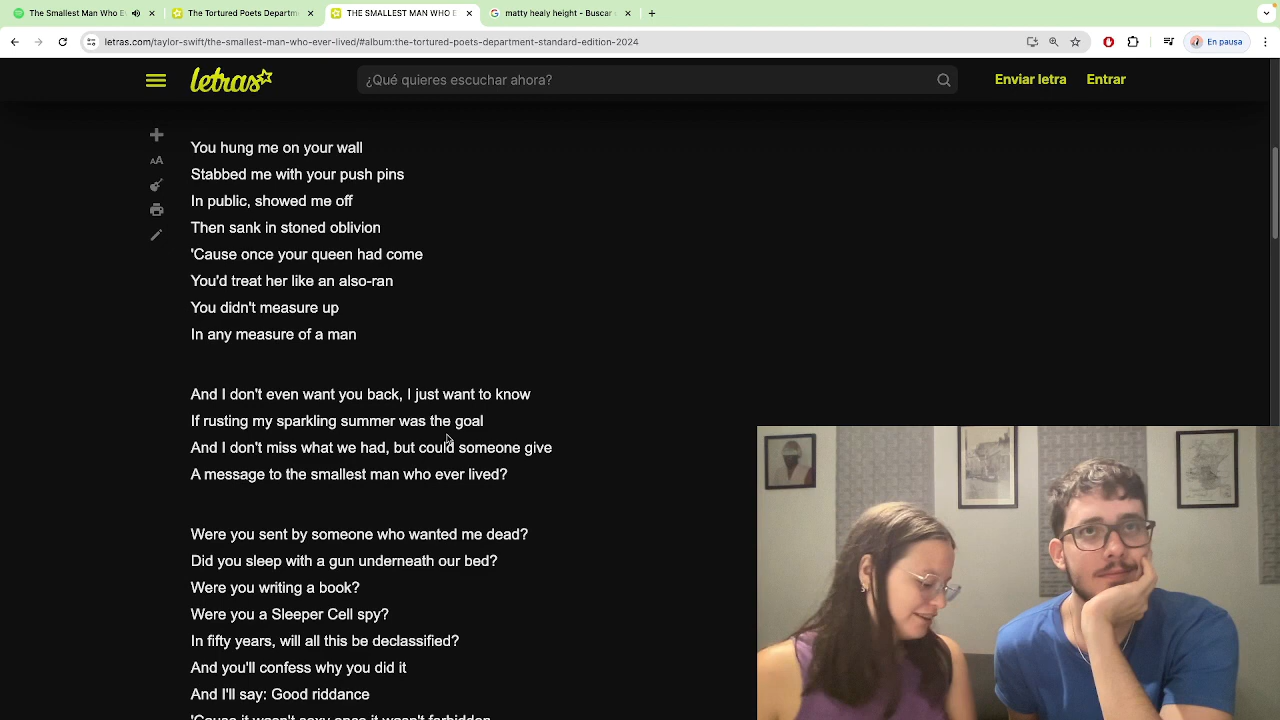 The Smallest Man Who E
The Tortured Poets Departm
THE SMALLEST MAN WHO E
matty healy height - Buscar
letras.com/taylor-swift/the-smallest-man-who-ever-lived/#album:the-tortured-poets-department-standard-edition-2024
En pausa
letras
¿Qué quieres escuchar ahora?
Enviar letra
Entrar
AA
You hung me on your wall
Stabbed me with your push pins
In public, showed me off
Then sank in stoned oblivion
'Cause once your queen had come
You'd treat her like an also-ran
You didn't measure up
In any measure of a man
And I don't even want you back, I just want to know
If rusting my sparkling summer was the goal
And I don't miss what we had, but could someone give
A message to the smallest man who ever lived?
Were you sent by someone who wanted me dead?
Did you sleep with a gun underneath our bed?
Were you writing a book?
Were you a Sleeper Cell spy?
In fifty years, will all this be declassified?
And you'll confess why you did it
And I'll say: Good riddance
'Cause it wasn't sexy once it wasn't forbidden